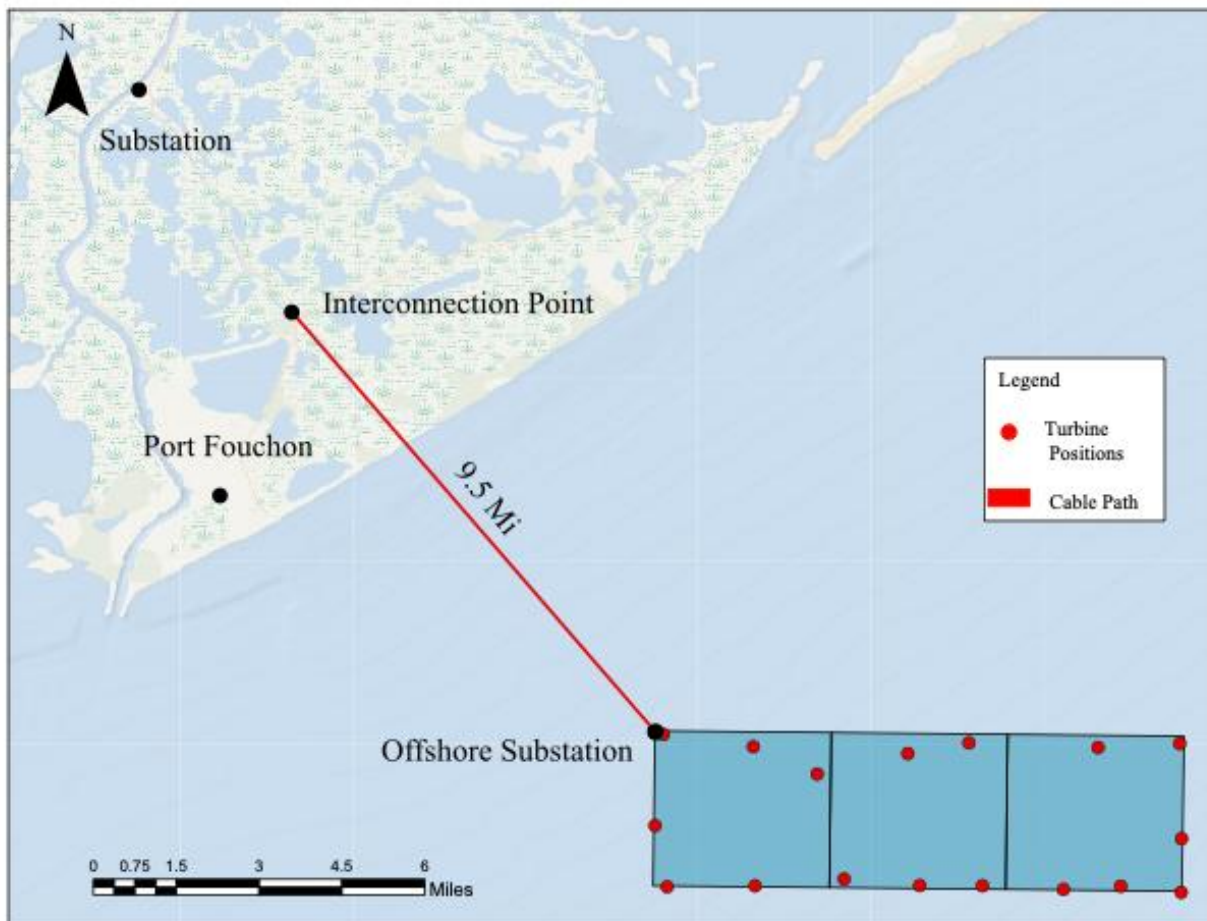 N
Substation
Interconnection Point
Port Fouchon
9.5 Mi
Offshore Substation
Legend
Turbine
Positions
Cable Path
0 0.75 1.5 3 4.5 6
Miles